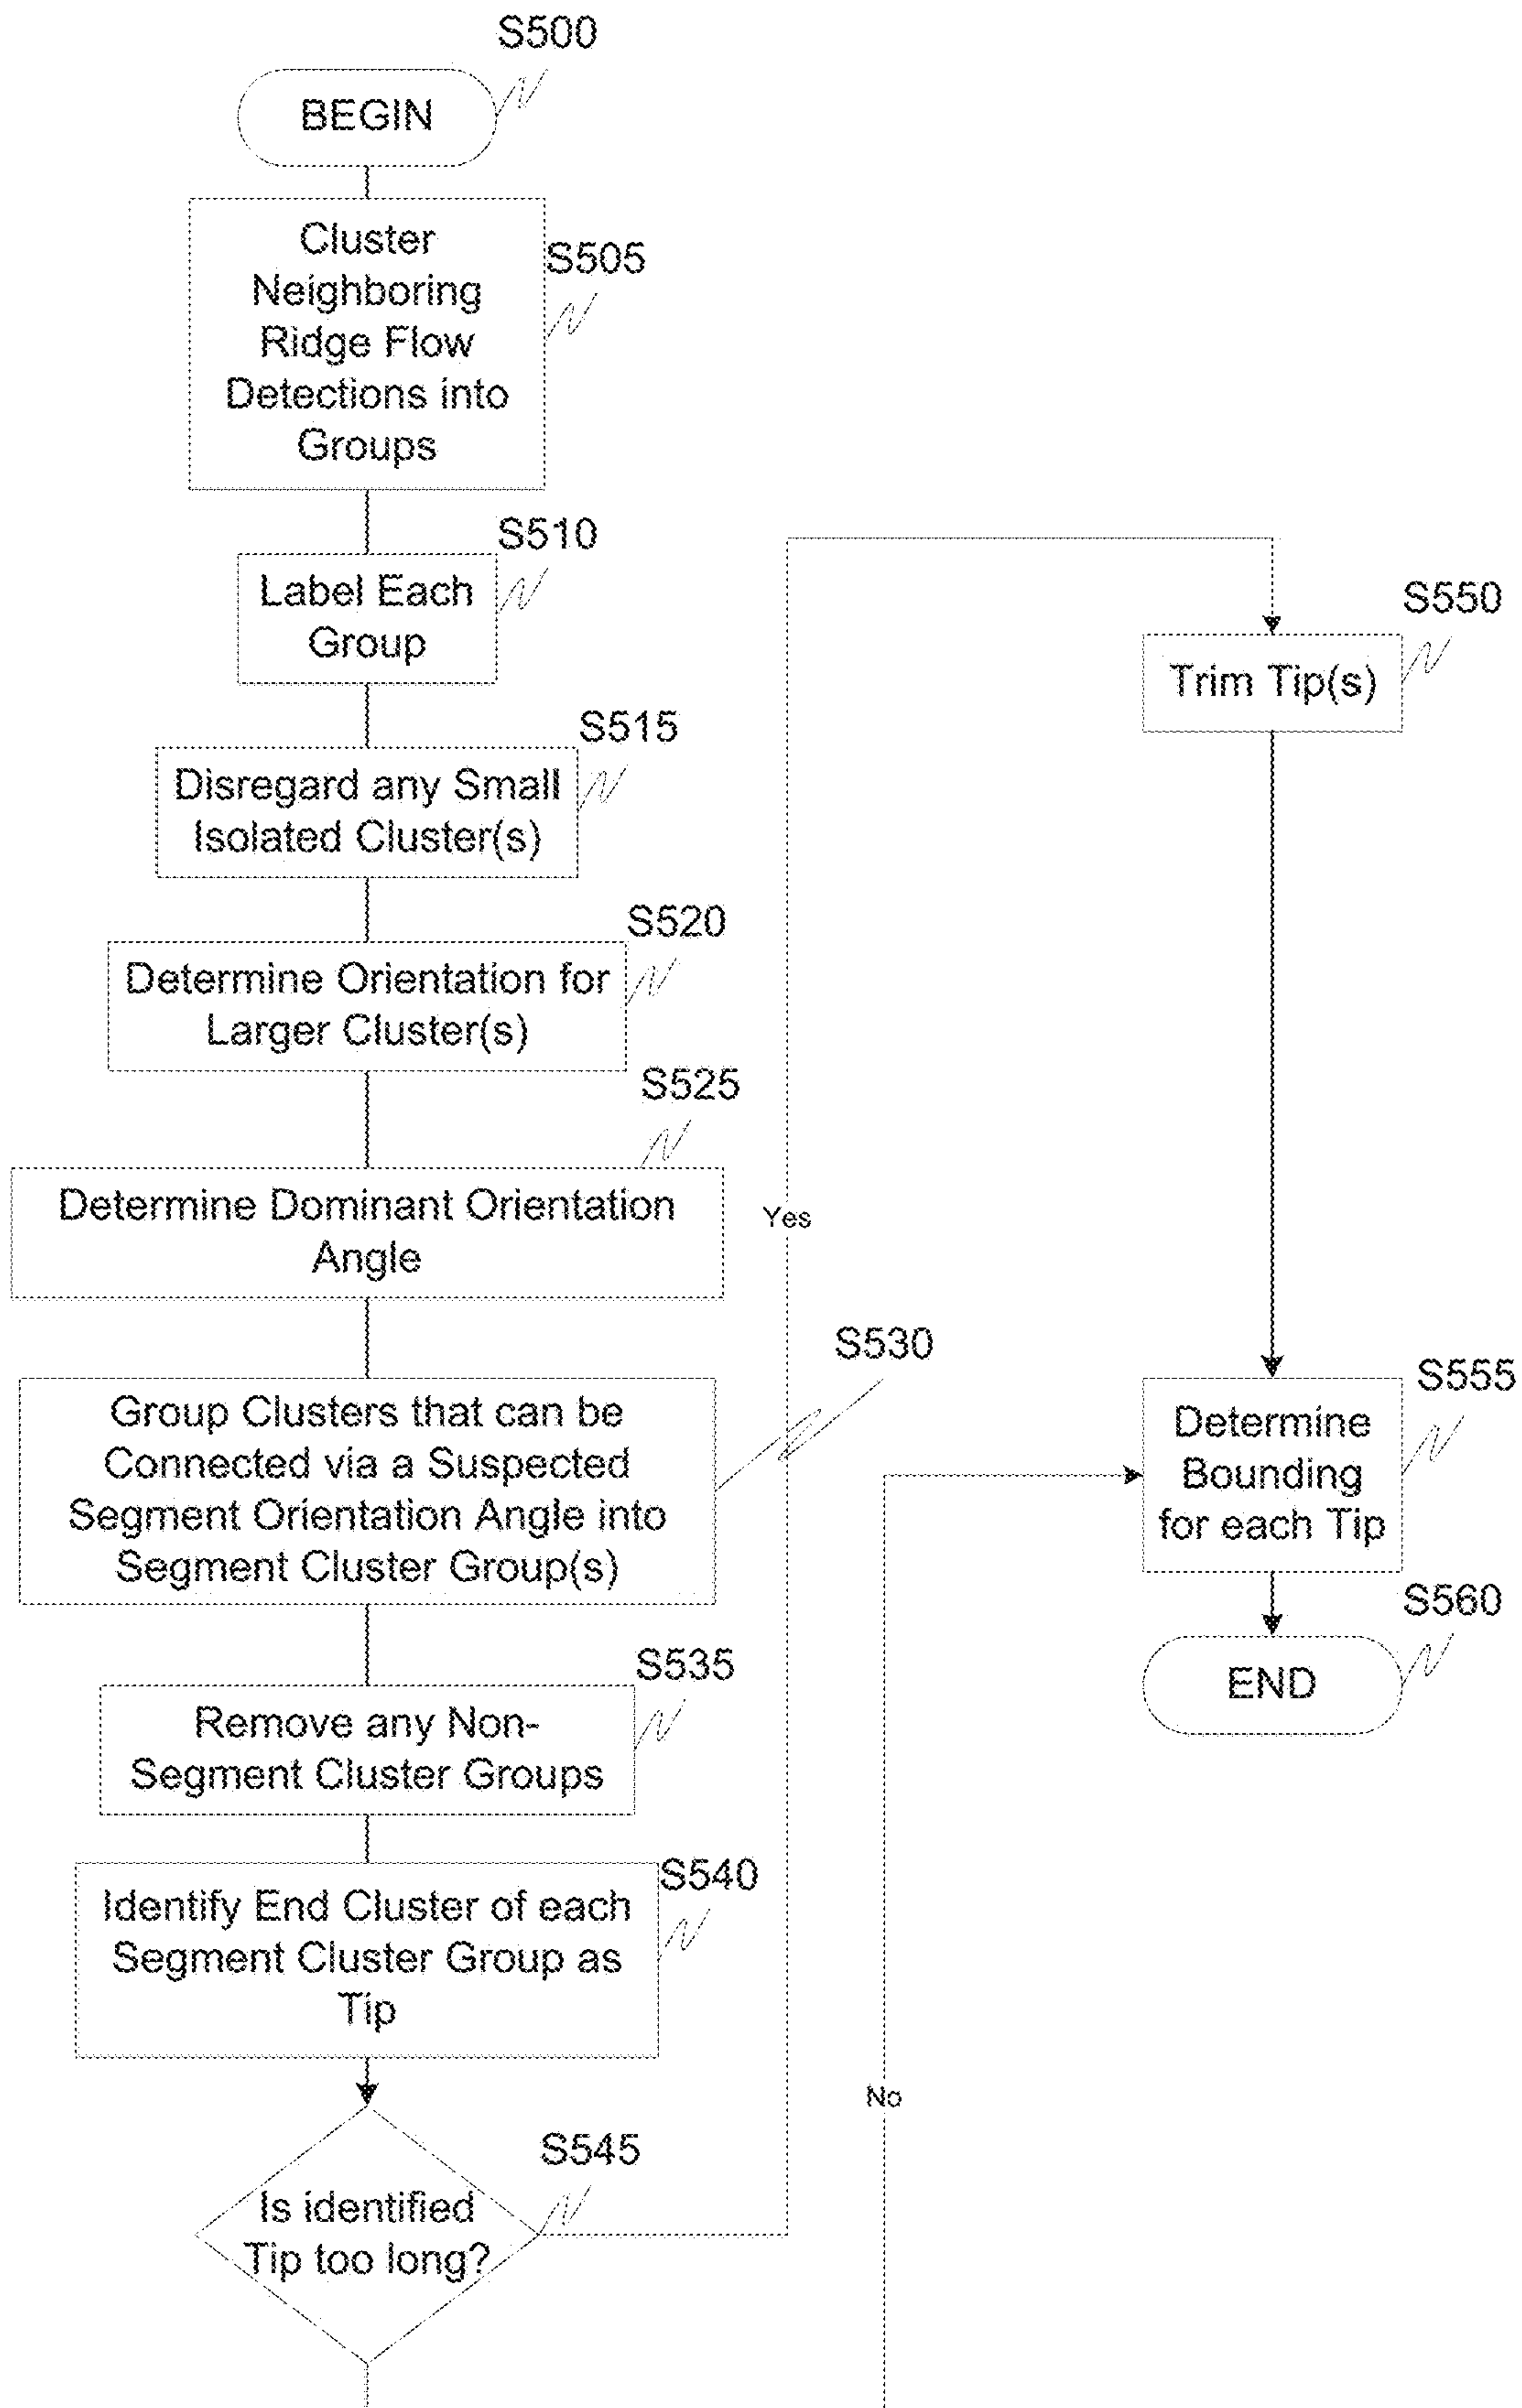 S500
BEGIN
Cluster
Neighboring
Ridge Flow
Detections into
Groups
S505
S510
Label Each
Group
S515
Disregard any Small
Isolated Cluster(s)
S520
Determine Orientation for
Larger Cluster(s)
S525
Determine Dominant Orientation
Angle
S530
Group Clusters that can be
Connected via a Suspected
Segment Orientation Angle into
Segment Cluster Group(s)
S535
Remove any Non-
Segment Cluster Groups
S540
Identify End Cluster of each
Segment Cluster Group as
Tip
S545
Is identified
Tip too long?
Yes
No
S550
Trim Tip(s)
S555
Determine
Bounding
for each Tip
S560
END